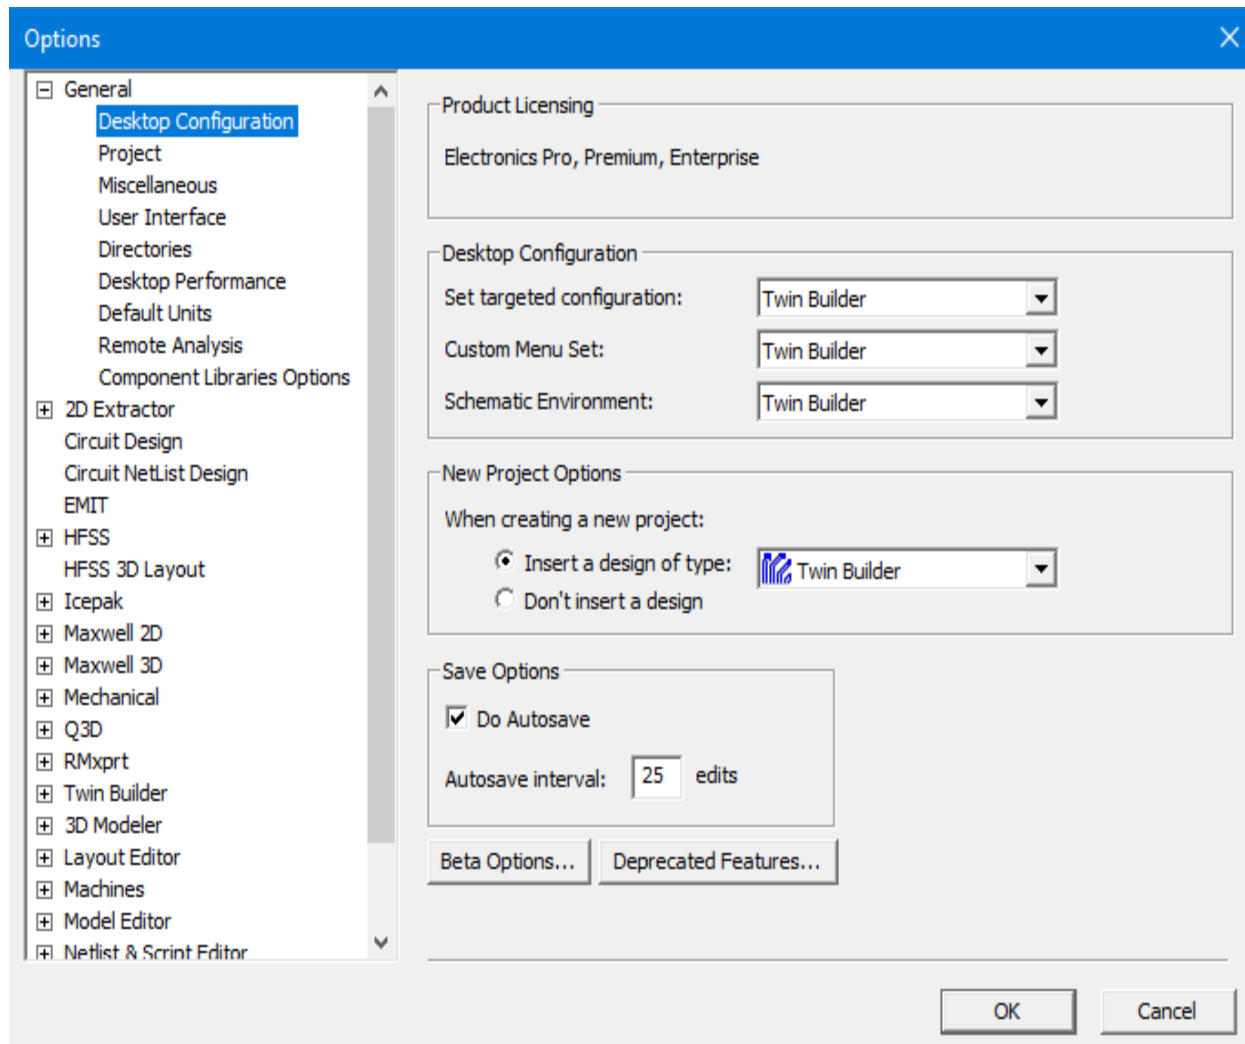 Options
General
Desktop Configuration
Project
Miscellaneous
User Interface
Directories
Desktop Performance
Default Units
Remote Analysis
Component Libraries Options
2D Extractor
Circuit Design
Circuit NetList Design
EMIT
HFSS
HFSS 3D Layout
Icepak
Maxwell 2D
Maxwell 3D
Mechanical
Q3D
RMxprt
Twin Builder
3D Modeler
Layout Editor
Machines
Model Editor
Netlist & Script Editor
Product Licensing
Electronics Pro, Premium, Enterprise
Desktop Configuration
Set targeted configuration: Twin Builder
Custom Menu Set: Twin Builder
Schematic Environment: Twin Builder
New Project Options
When creating a new project:
Insert a design of type: Twin Builder
Don't insert a design
Save Options
Do Autosave
Autosave interval: 25 edits
Beta Options... Deprecated Features...
OK Cancel